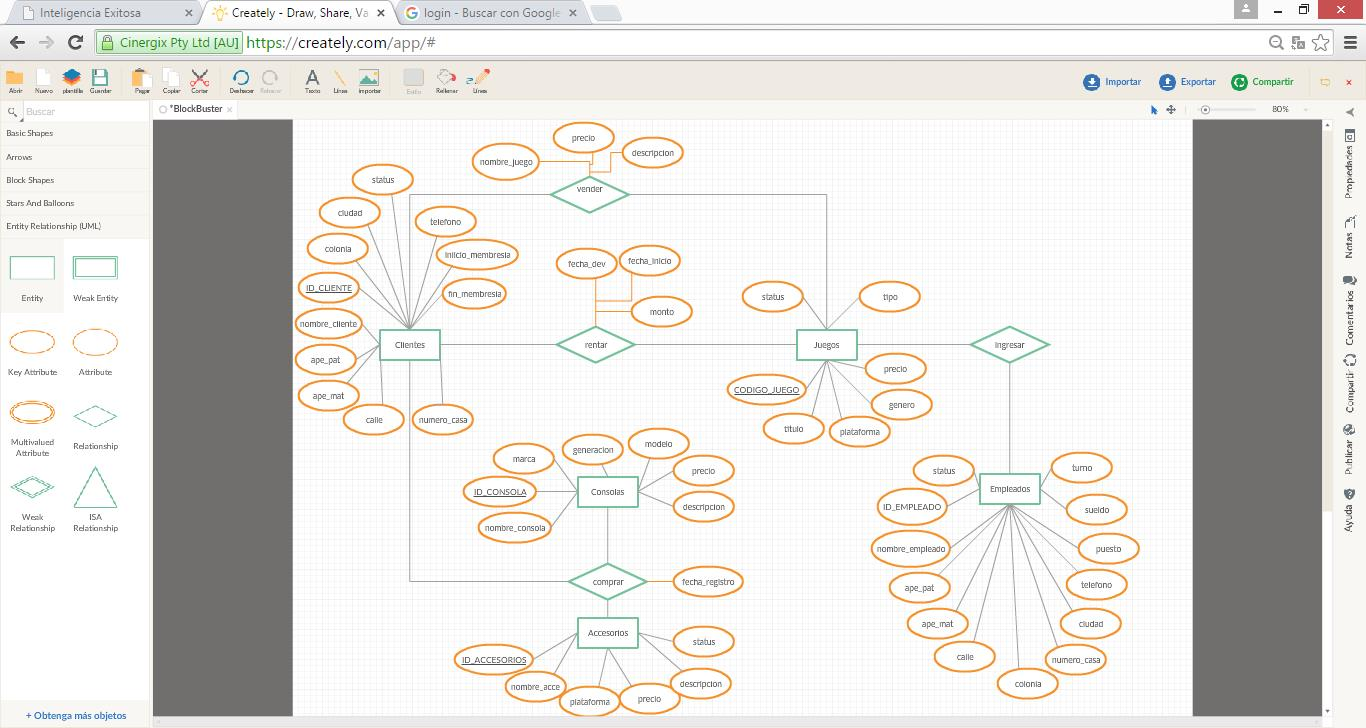 Inteligencia Exitosa
Creately - Draw, Share, Va
login - Buscar con Google
Cinergix Pty Ltd [AU]
https://creately.com/app/#
Abrir
Nuevo
plantilla
Guardar
Pegar
Copiar
Cortar
Deshacer
Rehacer
Texto
Línea
Importar
Estilo
Rellenar
Línea
Importar
Exportar
Compartir
Buscar
*BlockBuster
80%
Basic Shapes
Arrows
Block Shapes
Stars And Balloons
Entity Relationship (UML)
Entity
Weak Entity
Key Attribute
Attribute
Multivalued
Attribute
Relationship
Weak
Relationship
ISA
Relationship
+ Obtenga más objetos
precio
nombre_juego
descripcion
vender
status
ciudad
telefono
colonia
inicio_membresia
ID_CLIENTE
fin_membresia
nombre_cliente
Clientes
ape_pat
ape_mat
calle
numero_casa
fecha_dev
fecha_inicio
monto
rentar
status
tipo
Juegos
ingresar
precio
CODIGO_JUEGO
genero
titulo
plataforma
generacion
modelo
marca
precio
ID_CONSOLA
Consolas
descripcion
nombre_consola
comprar
fecha_registro
Accesorios
status
ID_ACCESORIOS
nombre_acce
plataforma
precio
descripcion
status
turno
Empleados
ID_EMPLEADO
sueldo
nombre_empleado
puesto
ape_pat
telefono
ape_mat
ciudad
calle
numero_casa
colonia
Propiedades
Notas
Comentarios
Compartir
Publicar
Ayuda